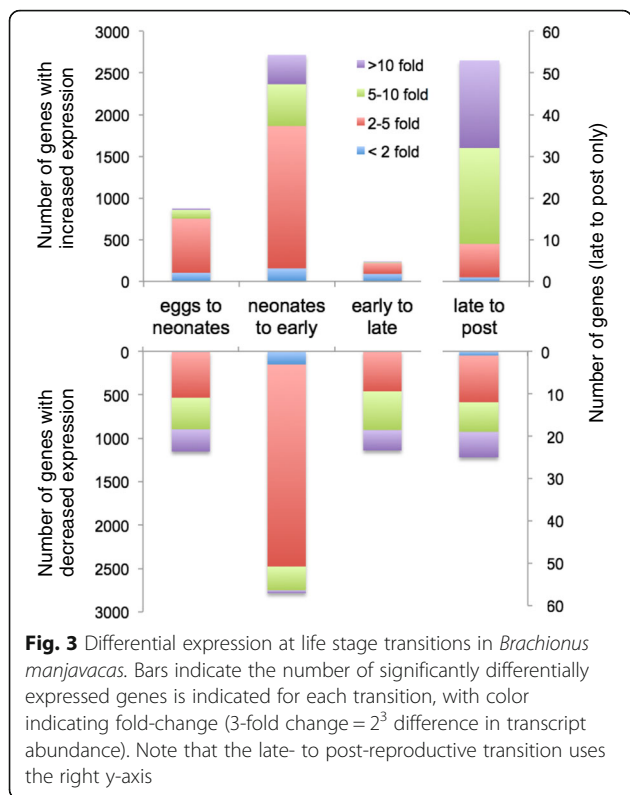 3000
2500
2000
1500
1000
500
0
Number of genes with
increased expression
>10 fold
5-10 fold
2-5 fold
< 2 fold
60
50
40
30
20
10
0
Number of genes (late to post only)
eggs to
neonates
neonates
to early
early to
late
late to
post
0
500
1000
1500
2000
2500
3000
Number of genes with
decreased expression
0
10
20
30
40
50
60
Fig. 3 Differential expression at life stage transitions in Brachionus
manjavacas. Bars indicate the number of significantly differentially
expressed genes is indicated for each transition, with color
indicating fold-change (3-fold change = 2³ difference in transcript
abundance). Note that the late- to post-reproductive transition uses
the right y-axis